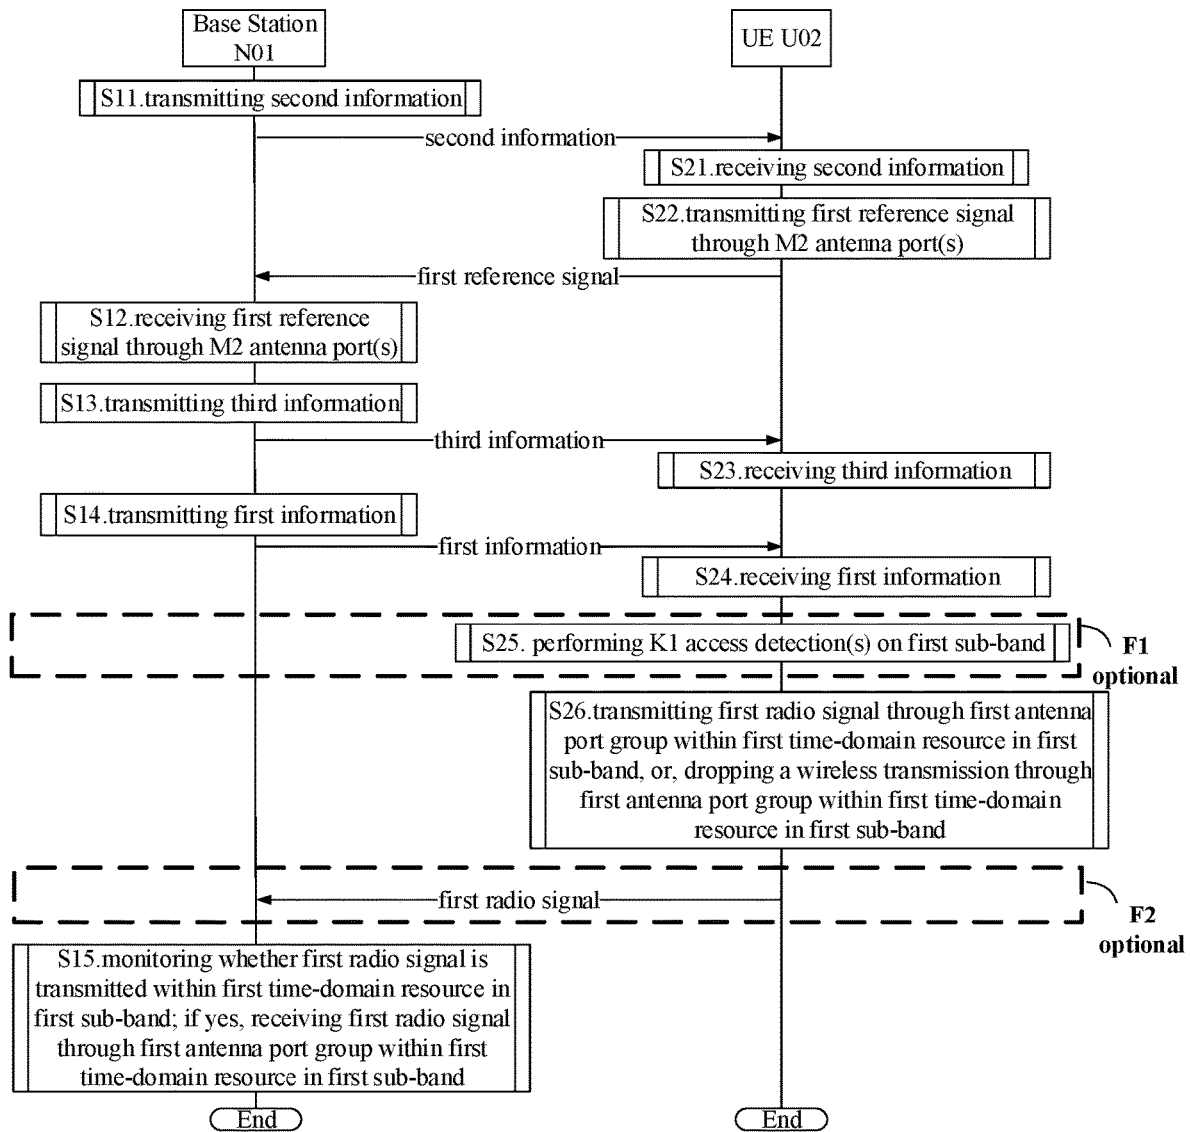 Base Station
N01
UE U02
S11.transmitting second information
second information
S21.receiving second information
S22.transmitting first reference signal
through M2 antenna port(s)
first reference signal
S12.receiving first reference
signal through M2 antenna port(s)
S13.transmitting third information
third information
S23.receiving third information
S14.transmitting first information
first information
S24.receiving first information
S25. performing K1 access detection(s) on first sub-band
F1
optional
S26.transmitting first radio signal through first antenna
port group within first time-domain resource in first
sub-band, or, dropping a wireless transmission through
first antenna port group within first time-domain
resource in first sub-band
first radio signal
F2
optional
S15.monitoring whether first radio signal is
transmitted within first time-domain resource in
first sub-band; if yes, receiving first radio signal
through first antenna port group within first
time-domain resource in first sub-band
End
End